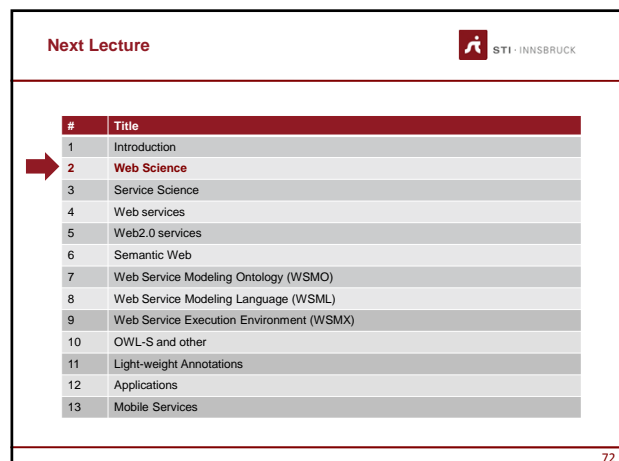 Next Lecture
STI · INNSBRUCK
# Title
1 Introduction
2 Web Science
3 Service Science
4 Web services
5 Web2.0 services
6 Semantic Web
7 Web Service Modeling Ontology (WSMO)
8 Web Service Modeling Language (WSML)
9 Web Service Execution Environment (WSMX)
10 OWL-S and other
11 Light-weight Annotations
12 Applications
13 Mobile Services
72